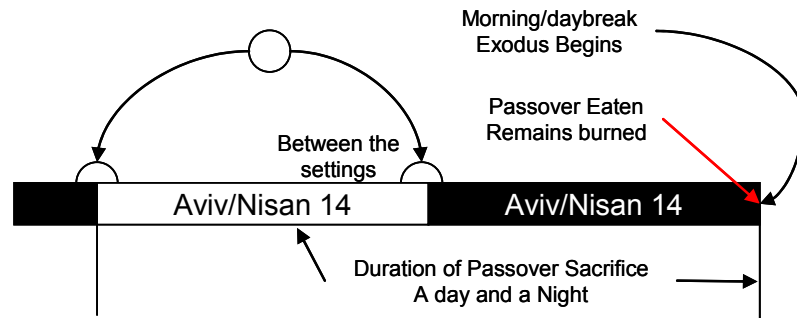 Morning/daybreak
Exodus Begins
Passover Eaten
Remains burned
Between the
settings
Aviv/Nisan 14
Aviv/Nisan 14
Duration of Passover Sacrifice
A day and a Night